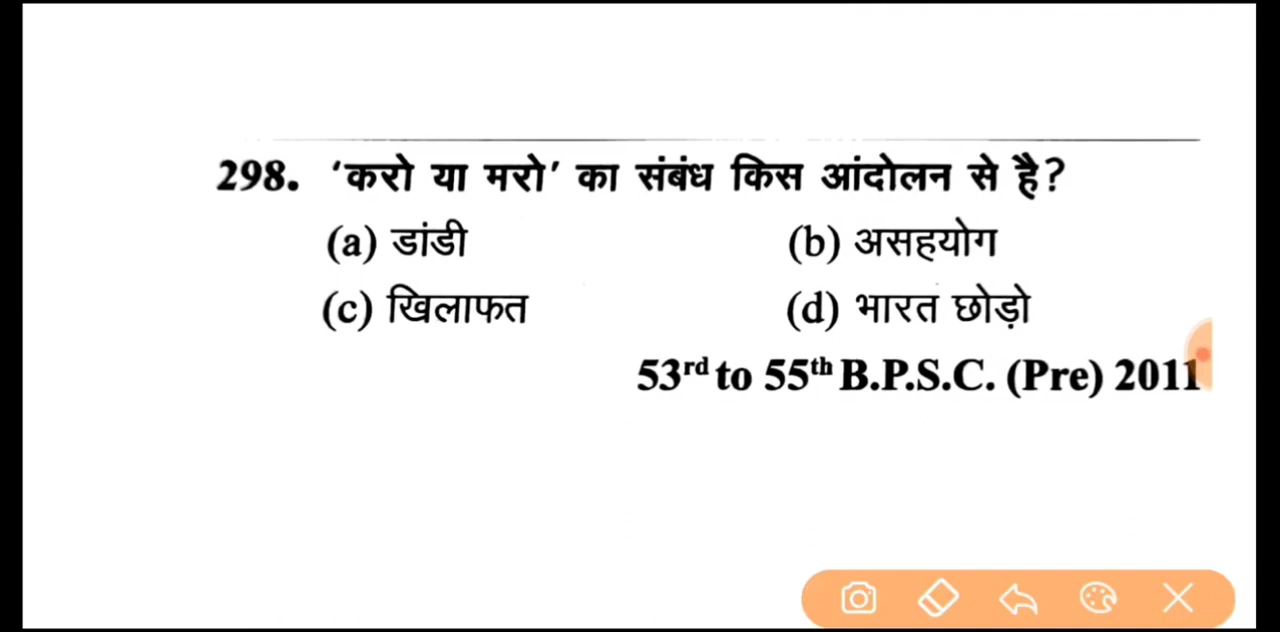 298. 'करो या मरो' का संबंध किस आंदोलन से है?
(a) डांडी (b) असहयोग
(c) खिलाफत (d) भारत छोड़ो
53rd to 55th B.P.S.C. (Pre) 2011